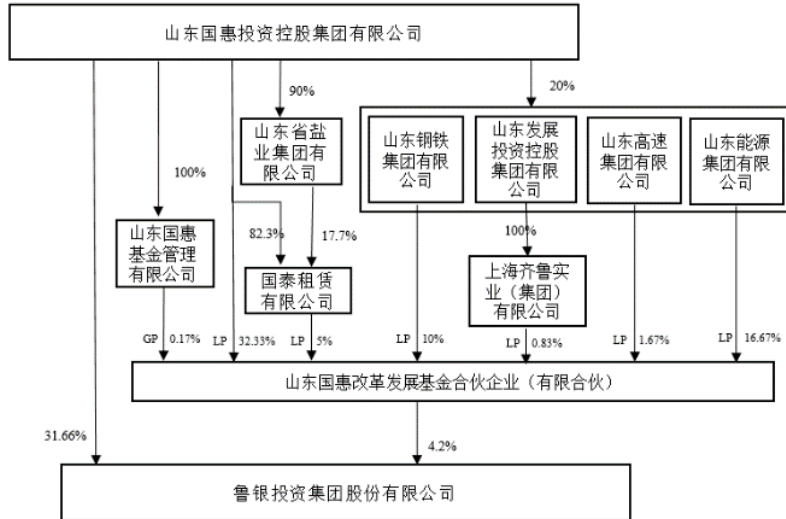 山东国惠投资控股集团有限公司
90%
20%
山东省盐
业集团有
限公司
山东钢铁
集团有限
公司
山东发展
投资控股
集团有限
公司
山东高速
集团有限
公司
山东能源
集团有限
公司
100%
山东国惠
基金管理
有限公司
82.3%
17.7%
100%
国泰租赁
有限公司
上海齐鲁实
业（集团）
有限公司
GP 0.17%
LP 32.33%
LP 5%
LP 10%
LP 0.83%
LP 1.67%
LP 16.67%
山东国惠改革发展基金合伙企业（有限合伙）
31.66%
4.2%
鲁银投资集团股份有限公司